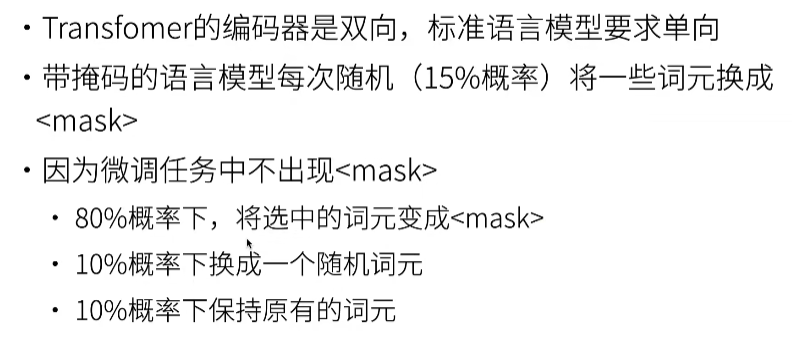 • Transfomer的编码器是双向，标准语言模型要求单向
• 带掩码的语言模型每次随机（15%概率）将一些词元换成
<mask>
• 因为微调任务中不出现<mask>
• 80%概率下，将选中的词元变成<mask>
• 10%概率下换成一个随机词元
• 10%概率下保持原有的词元